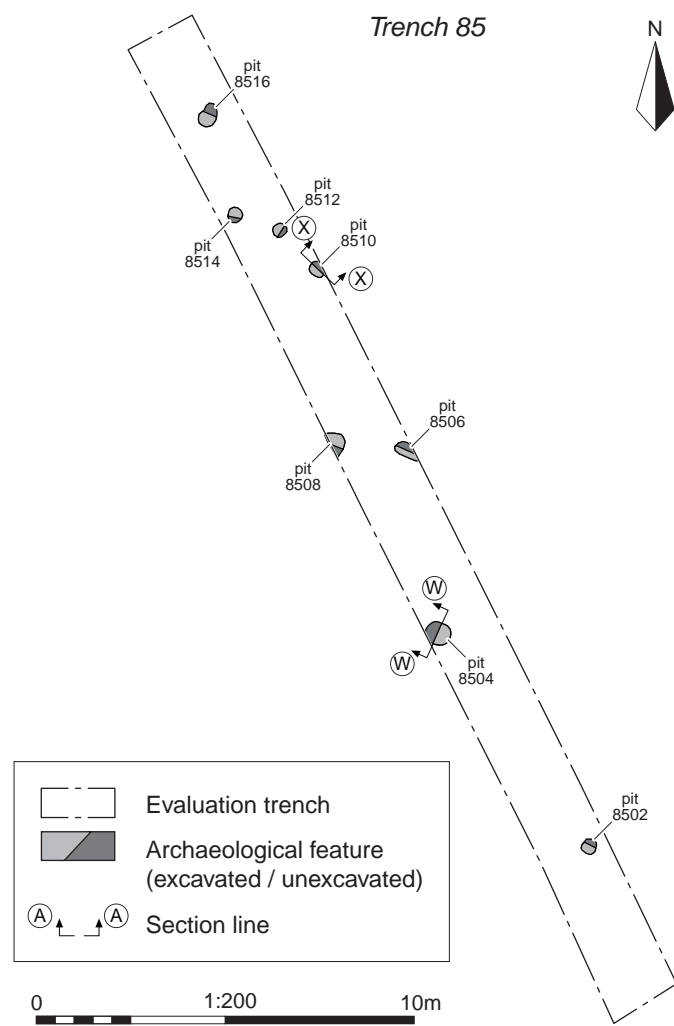 Trench 85
N
pit
8516
pit
8512
X
pit
8510
X
pit
8514
pit
8506
pit
8508
W
W
pit
8504
pit
8502
Evaluation trench
Archaeological feature
(excavated / unexcavated)
A A Section line
0 1:200 10m